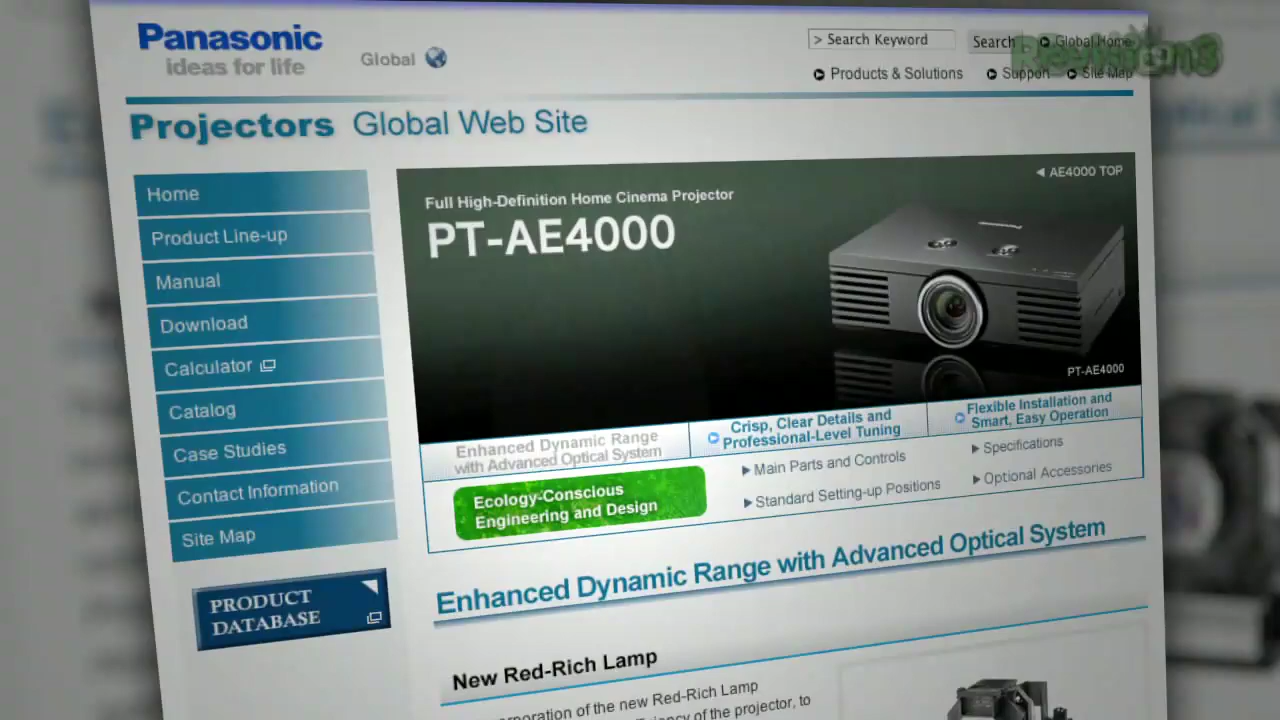 Panasonic
ideas for life
Global
> Search Keyword
Search
Global Home
Products & Solutions
Support
Site Map
Revision3
Projectors Global Web Site
Home
Product Line-up
Manual
Download
Calculator
Catalog
Case Studies
Contact Information
Site Map
PRODUCT
DATABASE
AE4000 TOP
Full High-Definition Home Cinema Projector
PT-AE4000
PT-AE4000
Enhanced Dynamic Range
with Advanced Optical System
Crisp, Clear Details and
Professional-Level Tuning
Flexible Installation and
Smart, Easy Operation
Ecology-Conscious
Engineering and Design
Main Parts and Controls
Standard Setting-up Positions
Specifications
Optional Accessories
Enhanced Dynamic Range with Advanced Optical System
New Red-Rich Lamp
of the new Red-Rich Lamp
of the projector, to